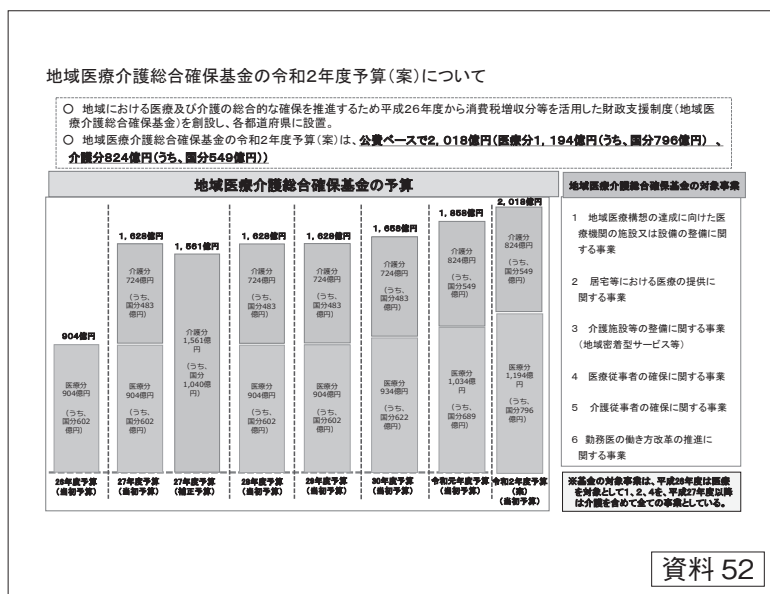 地域医療介護総合確保基金の令和2年度予算(案)について
○ 地域における医療及び介護の総合的な確保を推進するため平成26年度から消費税増収分等を活用した財政支援制度(地域医
療介護総合確保基金)を創設し、各都道府県に設置。
○ 地域医療介護総合確保基金の令和2年度予算(案)は、公費ベースで2,018億円(医療分1,194億円(うち、国分796億円)、
介護分824億円(うち、国分549億円))
地域医療介護総合確保基金の予算
904億円
医療分
904億円
(うち、
国分602
億円)
26年度予算
(当初予算)
1,628億円
介護分
724億円
(うち、
国分483
億円)
医療分
904億円
(うち、
国分602
億円)
27年度予算
(当初予算)
1,561億円
介護分
1,561億
円
(うち、
国分
1,040億
円)
27年度予算
(補正予算)
1,628億円
介護分
724億円
(うち、
国分483
億円)
医療分
904億円
(うち、
国分602
億円)
28年度予算
(当初予算)
1,628億円
介護分
724億円
(うち、
国分483
億円)
医療分
904億円
(うち、
国分602
億円)
29年度予算
(当初予算)
1,658億円
介護分
724億円
(うち、
国分483
億円)
医療分
934億円
(うち、
国分622
億円)
30年度予算
(当初予算)
1,858億円
介護分
824億円
(うち、
国分549
億円)
医療分
1,034億円
(うち、
国分689
億円)
令和元年度予算
(当初予算)
2,018億円
介護分
824億円
(うち、
国分549
億円)
医療分
1,194億円
(うち、
国分796
億円)
令和2年度予算
(案)
(当初予算)
地域医療介護総合確保基金の対象事業
1 地域医療構想の達成に向けた医
療機関の施設又は設備の整備に関
する事業
2 居宅等における医療の提供に
関する事業
3 介護施設等の整備に関する事業
(地域密着型サービス等)
4 医療従事者の確保に関する事業
5 介護従事者の確保に関する事業
6 勤務医の働き方改革の推進に
関する事業
※基金の対象事業は、平成26年度は医療
を対象として1、2、4を、平成27年度以降
は介護を含めて全ての事業としている。
資料 52